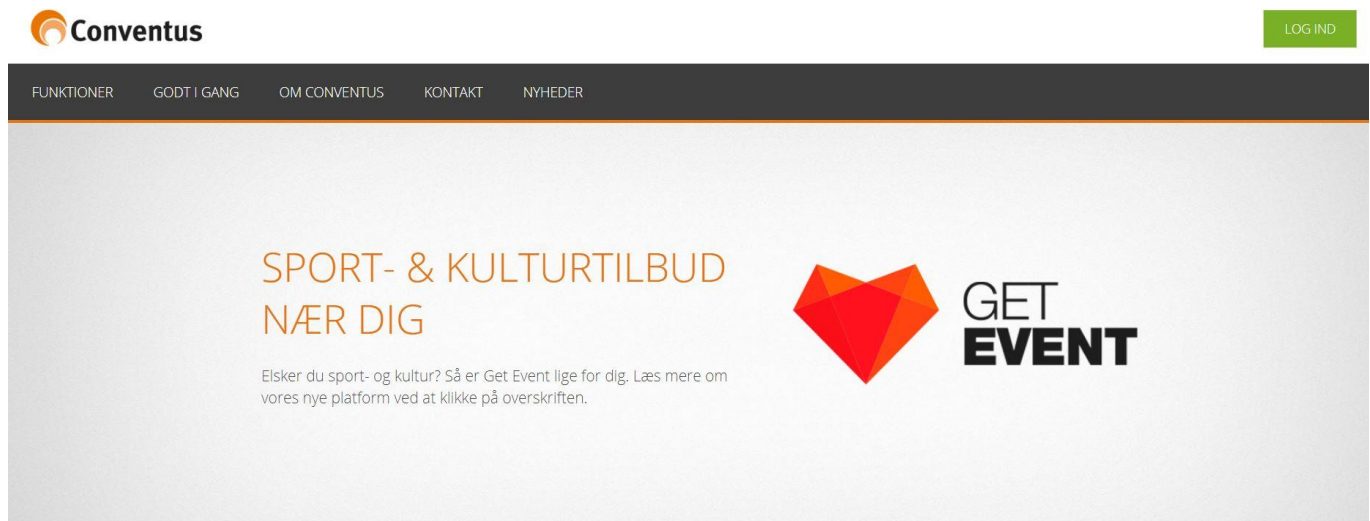 Conventus
LOG IND
FUNKTIONER GODT I GANG OM CONVENTUS KONTAKT NYHEDER
SPORT- & KULTURTILBUD
NÆR DIG
Elsker du sport- og kultur? Så er Get Event lige for dig. Læs mere om
vores nye platform ved at klikke på overskriften.
GET
EVENT